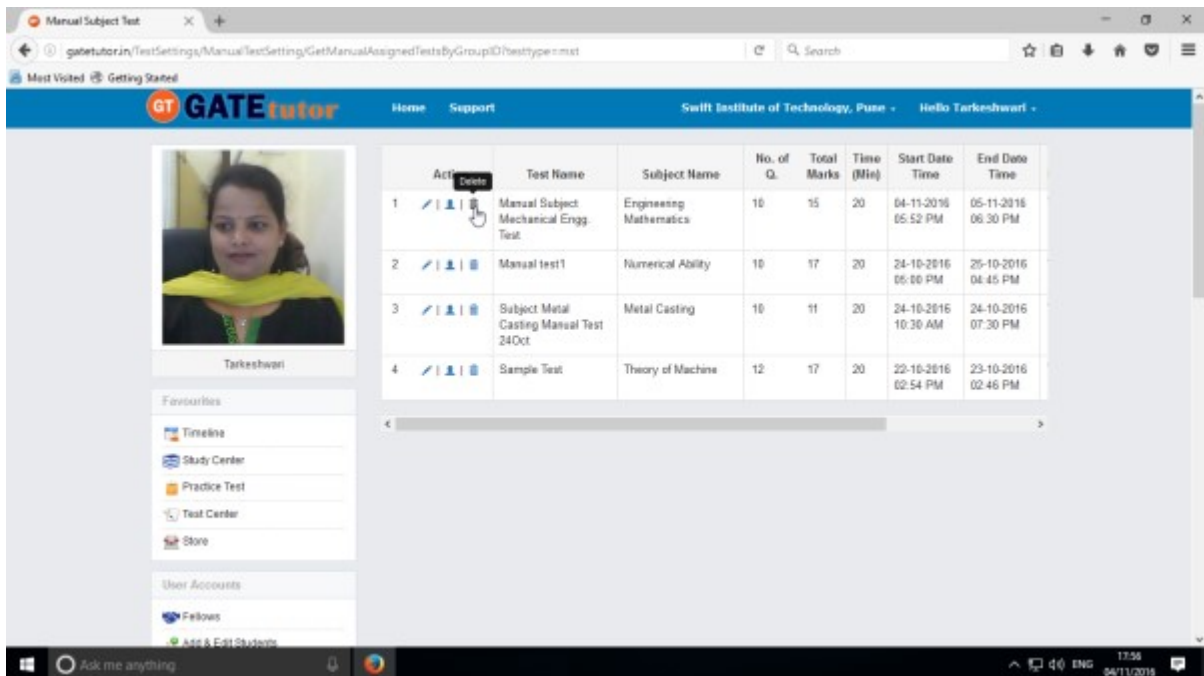 Manual Subject Test
gatetutor.in/TestSettings/ManualTestSetting/GetManualAssignedTestsByGroupID?testtype=mst
Search
Most Visited Getting Started
GT GATEtutor Home Support Swift Institute of Technology, Pune Hello Tarkeshwari
Delete
Test Name Subject Name No. of Q. Total Marks Time (Min) Start Date Time End Date Time
1 Manual Subject Mechanical Engg. Test Engineering Mathematics 10 15 20 04-11-2016 05:52 PM 05-11-2016 06:30 PM
2 Manual test1 Numerical Ability 10 17 20 24-10-2016 05:00 PM 25-10-2016 04:45 PM
3 Subject Metal Casting Manual Test 24Oct Metal Casting 10 11 20 24-10-2016 10:30 AM 24-10-2016 07:30 PM
4 Sample Test Theory of Machine 12 17 20 22-10-2016 02:54 PM 23-10-2016 02:46 PM
Tarkeshwari
Favourites
Timeline
Study Center
Practice Test
Test Center
Store
User Accounts
Fellows
Add & Edit Students
Ask me anything
ENG
17:56
04/11/2016